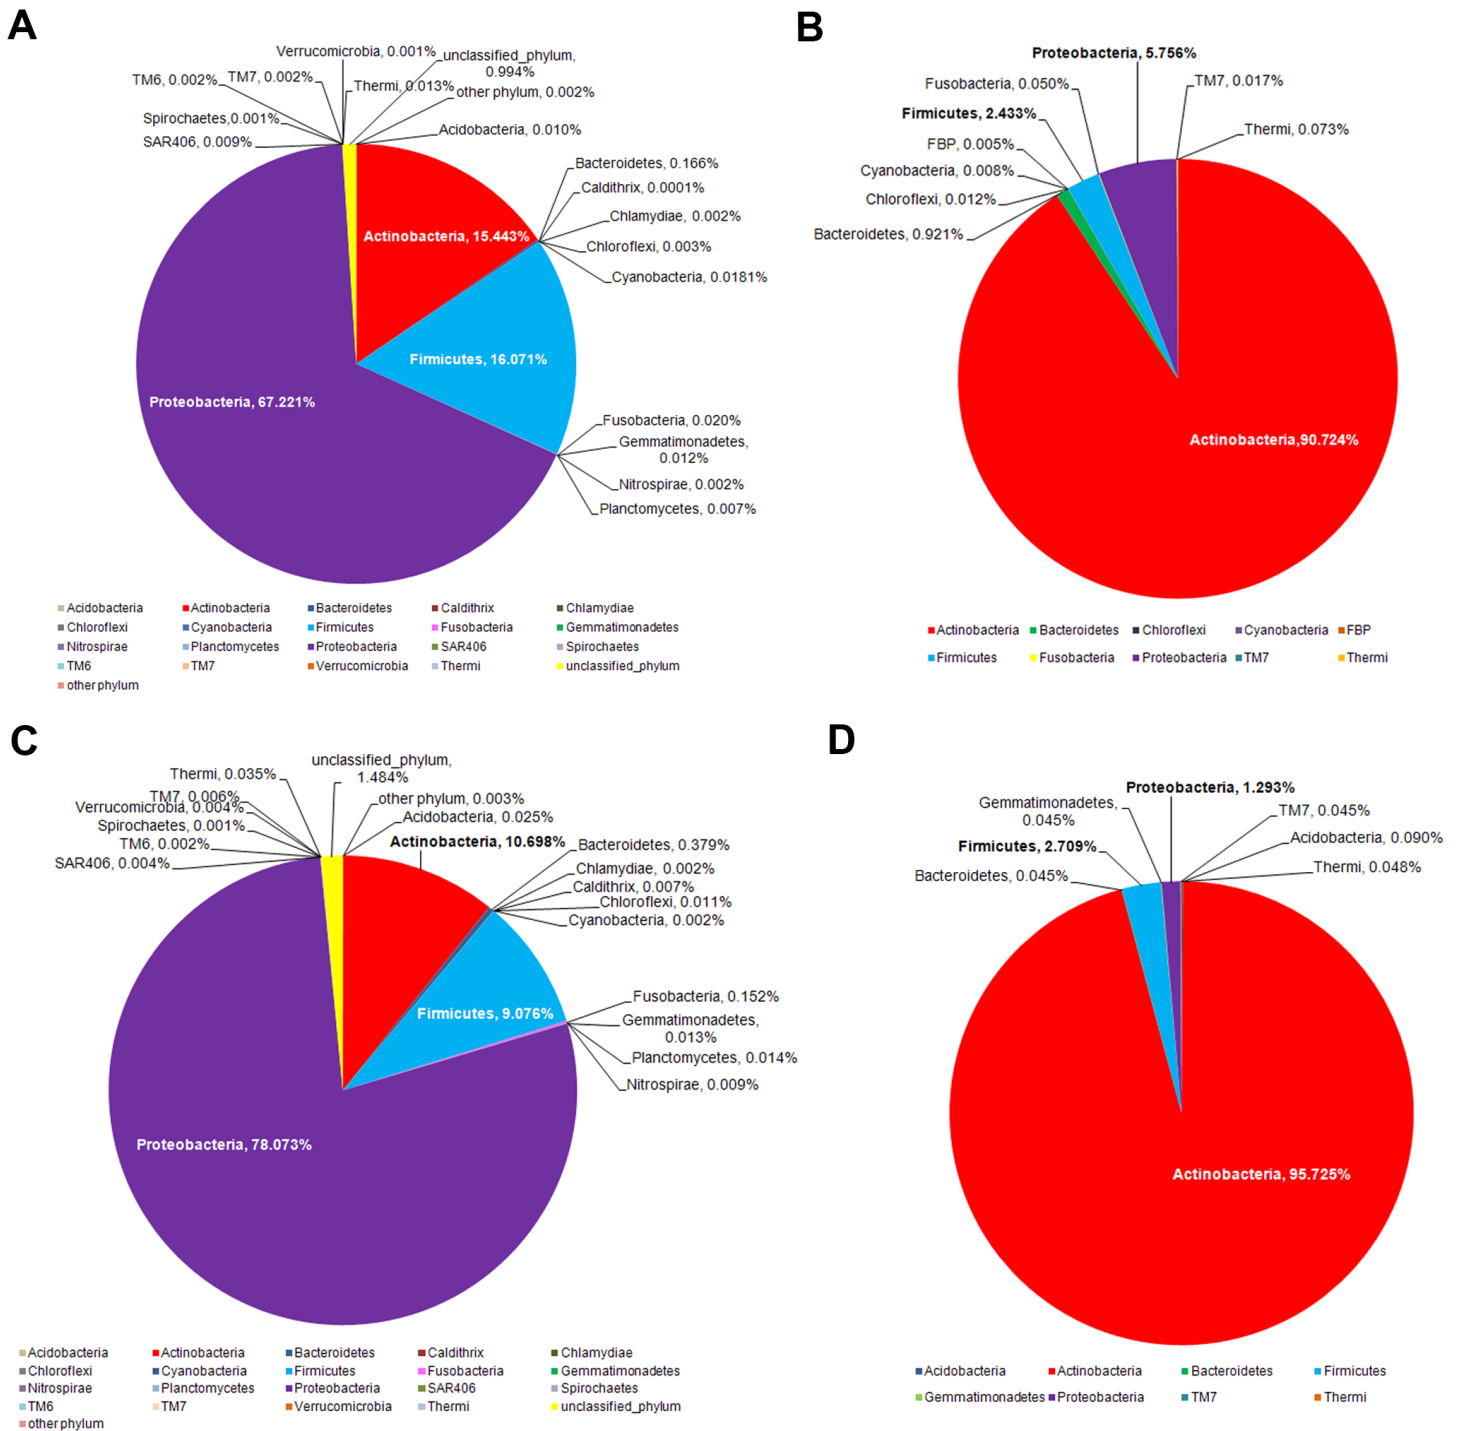 A
Verrucomicrobia, 0.001%
unclassified_phylum,
0.994%
TM6, 0.002%
TM7, 0.002%
Thermi, 0.013%
other phylum, 0.002%
Spirochaetes,0.001%
SAR406, 0.009%
Acidobacteria, 0.010%
Bacteroidetes, 0.166%
Caldithrix, 0.0001%
Chlamydiae, 0.002%
Actinobacteria, 15.443%
Chloroflexi, 0.003%
Cyanobacteria, 0.0181%
Firmicutes, 16.071%
Proteobacteria, 67.221%
Fusobacteria, 0.020%
Gemmatimonadetes,
0.012%
Nitrospirae, 0.002%
Planctomycetes, 0.007%
Acidobacteria Actinobacteria Bacteroidetes Caldithrix Chlamydiae
Chloroflexi Cyanobacteria Firmicutes Fusobacteria Gemmatimonadetes
Nitrospirae Planctomycetes Proteobacteria SAR406 Spirochaetes
TM6 TM7 Verrucomicrobia Thermi unclassified_phylum
other phylum
B
Proteobacteria, 5.756%
Fusobacteria, 0.050%
TM7, 0.017%
Firmicutes, 2.433%
Thermi, 0.073%
FBP, 0.005%
Cyanobacteria, 0.008%
Chloroflexi, 0.012%
Bacteroidetes, 0.921%
Actinobacteria,90.724%
Actinobacteria Bacteroidetes Chloroflexi Cyanobacteria FBP
Firmicutes Fusobacteria Proteobacteria TM7 Thermi
C
unclassified_phylum,
1.484%
Thermi, 0.035%
TM7, 0.006%
Verrucomicrobia, 0.004%
other phylum, 0.003%
Acidobacteria, 0.025%
Spirochaetes, 0.001%
TM6, 0.002%
SAR406, 0.004%
Actinobacteria, 10.698%
Bacteroidetes, 0.379%
Chlamydiae, 0.002%
Caldithrix, 0.007%
Chloroflexi, 0.011%
Cyanobacteria, 0.002%
Firmicutes, 9.076%
Fusobacteria, 0.152%
Gemmatimonadetes,
0.013%
Planctomycetes, 0.014%
Nitrospirae, 0.009%
Proteobacteria, 78.073%
Acidobacteria Actinobacteria Bacteroidetes Caldithrix Chlamydiae
Chloroflexi Cyanobacteria Firmicutes Fusobacteria Gemmatimonadetes
Nitrospirae Planctomycetes Proteobacteria SAR406 Spirochaetes
TM6 TM7 Verrucomicrobia Thermi unclassified_phylum
other phylum
D
Proteobacteria, 1.293%
Gemmatimonadetes,
0.045%
TM7, 0.045%
Acidobacteria, 0.090%
Firmicutes, 2.709%
Thermi, 0.048%
Bacteroidetes, 0.045%
Actinobacteria, 95.725%
Acidobacteria Actinobacteria Bacteroidetes Firmicutes
Gemmatimonadetes Proteobacteria TM7 Thermi